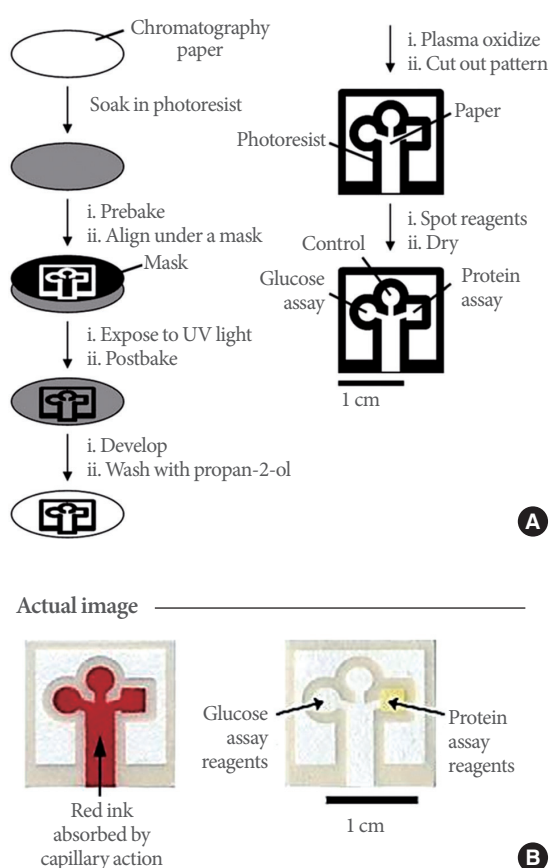 Chromatography
paper
Soak in photoresist
i. Prebake
ii. Align under a mask
Mask
i. Expose to UV light
ii. Postbake
i. Develop
ii. Wash with propan-2-ol
i. Plasma oxidize
ii. Cut out pattern
Paper
Photoresist
i. Spot reagents
ii. Dry
Control
Glucose
assay
Protein
assay
1 cm
A
Actual image
Red ink
absorbed by
capillary action
Glucose
assay
reagents
Protein
assay
reagents
1 cm
B